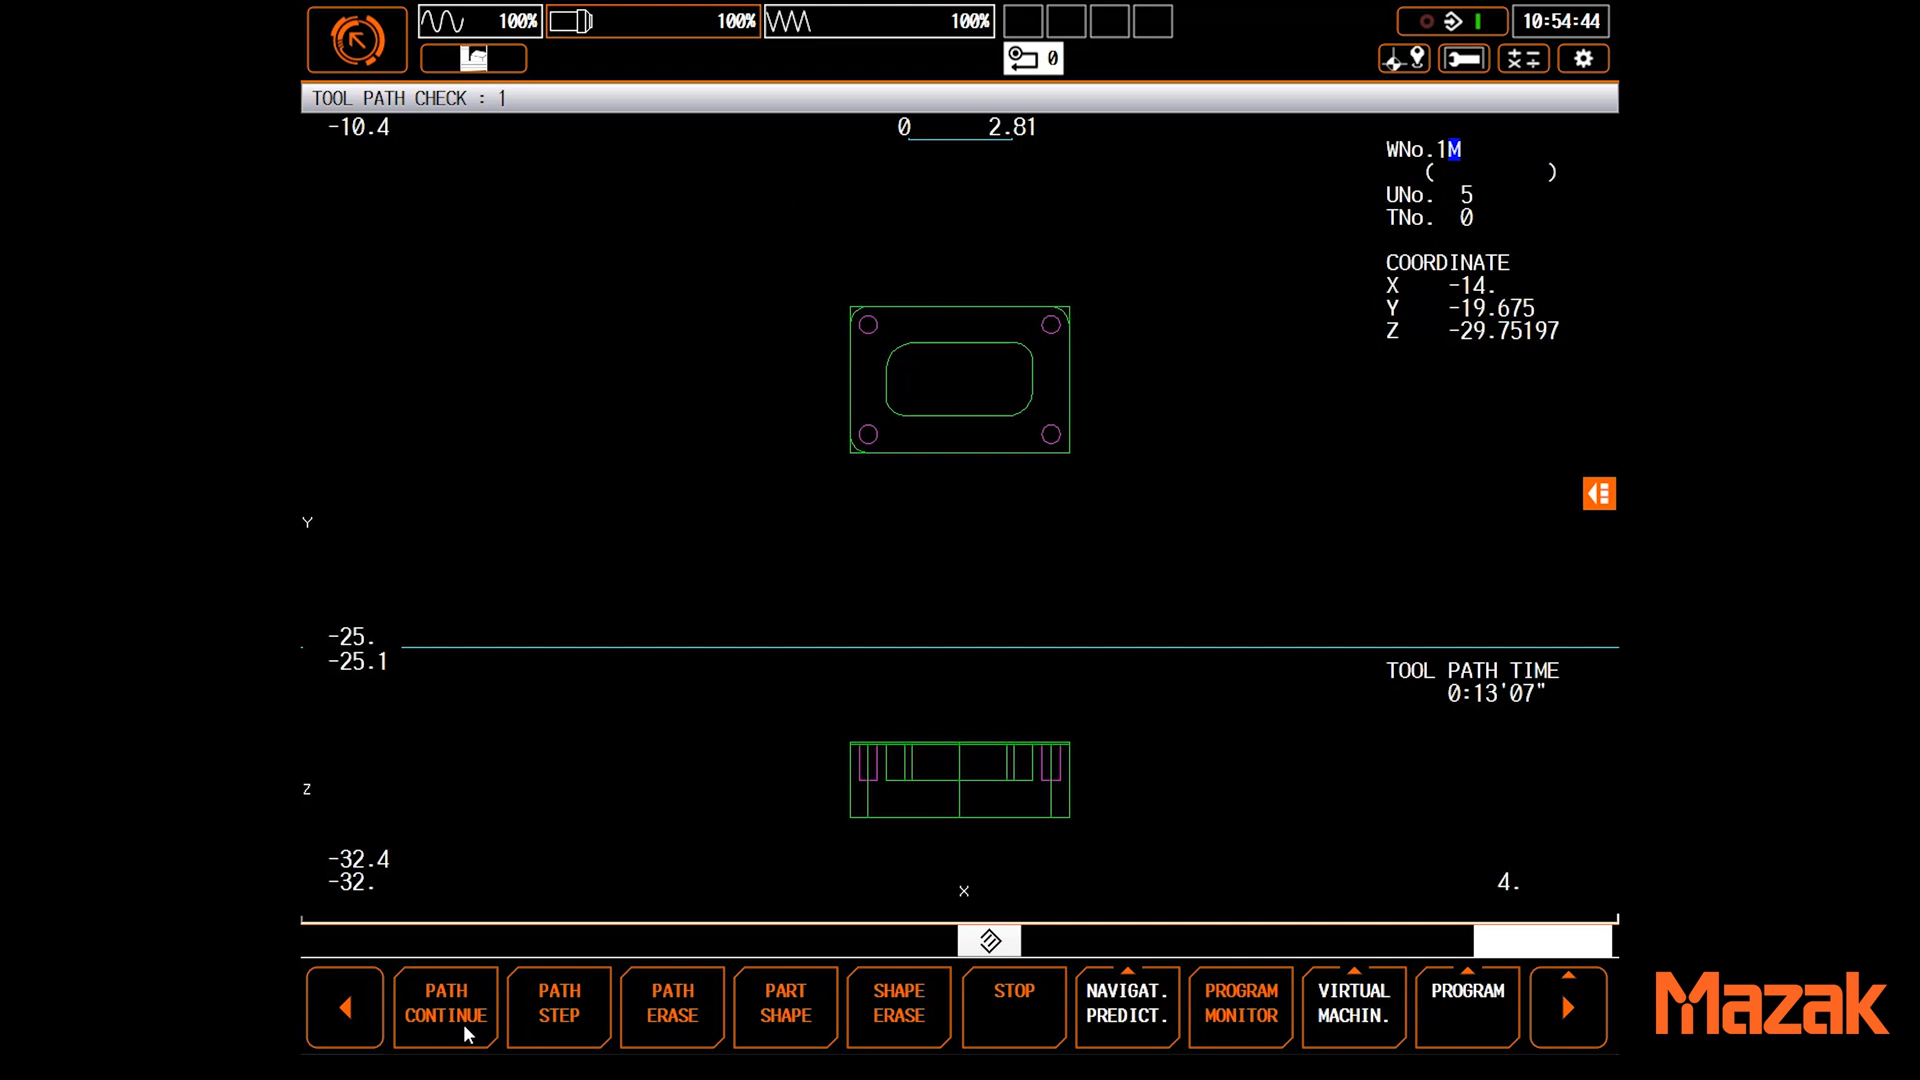 100%
100%
100%
10:54:44
0
TOOL PATH CHECK : 1
-10.4
0
2.81
WNo.1M
( )
UNo. 5
TNo. 0
COORDINATE
X -14.
Y -19.675
Z -29.75197
Y
-25.
-25.1
TOOL PATH TIME
0:13'07"
Z
-32.4
-32.
X
4.
PATH CONTINUE
PATH STEP
PATH ERASE
PART SHAPE
SHAPE ERASE
STOP
NAVIGAT. PREDICT.
PROGRAM MONITOR
VIRTUAL MACHIN.
PROGRAM
Mazak